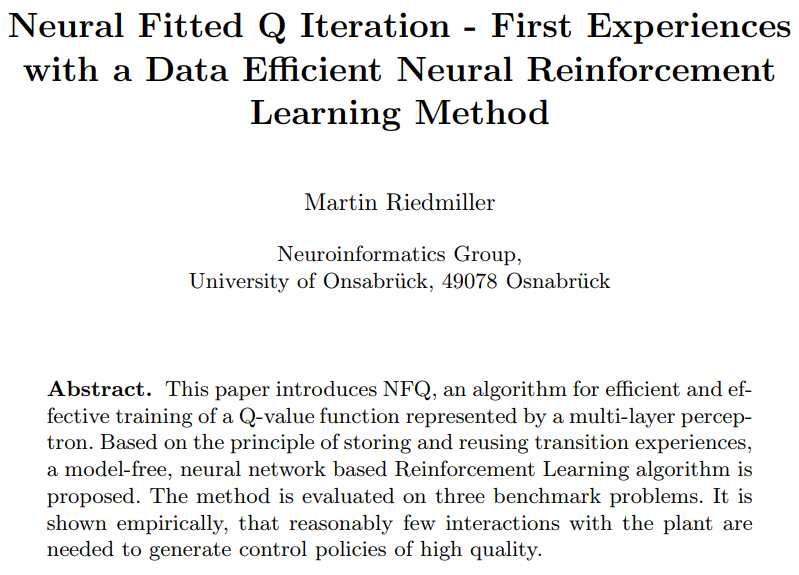 Neural Fitted Q Iteration - First Experiences
with a Data Efficient Neural Reinforcement
Learning Method
Martin Riedmiller
Neuroinformatics Group,
University of Onsabrück, 49078 Osnabrück
Abstract. This paper introduces NFQ, an algorithm for efficient and ef-
fective training of a Q-value function represented by a multi-layer percep-
tron. Based on the principle of storing and reusing transition experiences,
a model-free, neural network based Reinforcement Learning algorithm is
proposed. The method is evaluated on three benchmark problems. It is
shown empirically, that reasonably few interactions with the plant are
needed to generate control policies of high quality.